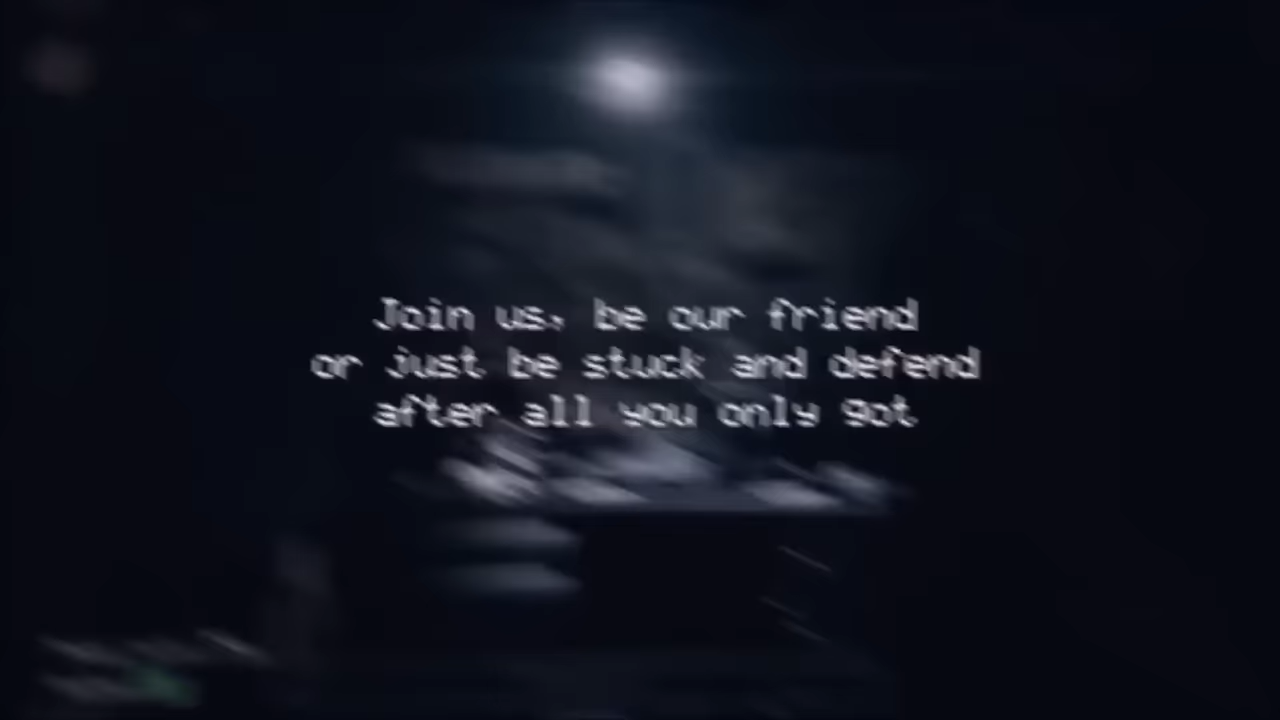 Join us, be our friend
or just be stuck and defend
after all you only got